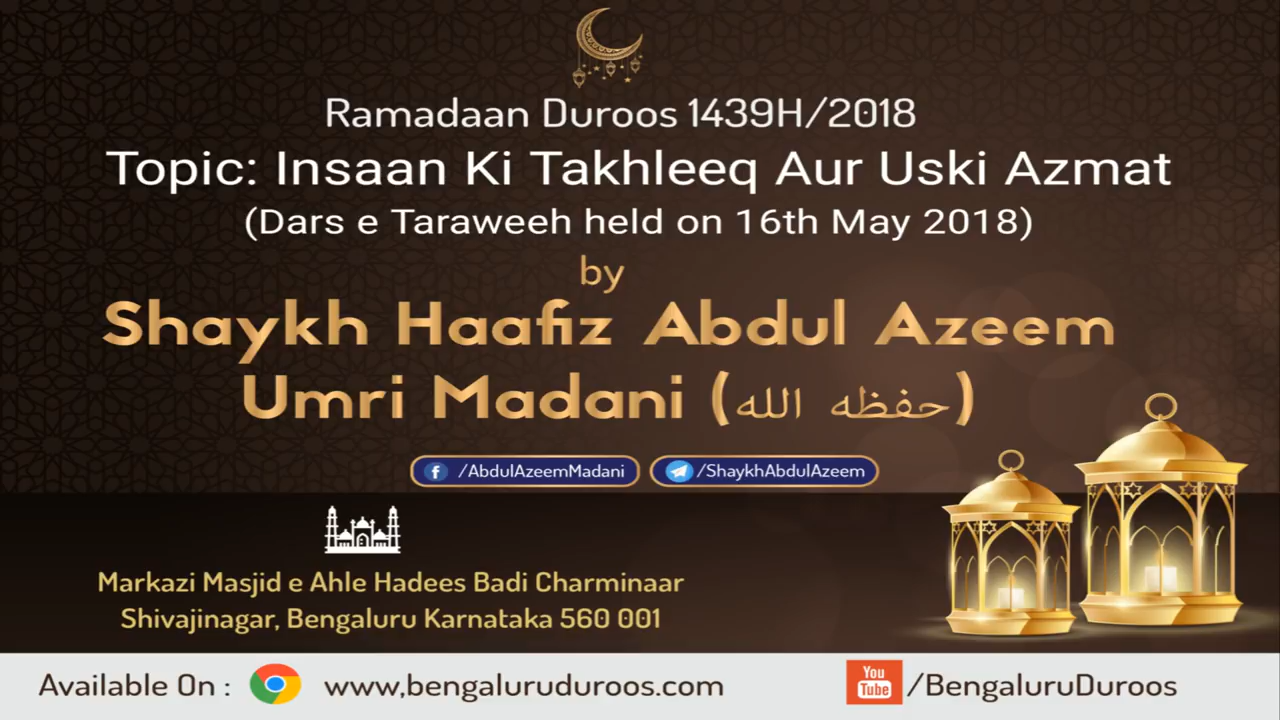 Ramadaan Duroos 1439H/2018
Topic: Insaan Ki Takhleeq Aur Uski Azmat
(Dars e Taraweeh held on 16th May 2018)
by
Shaykh Haafiz Abdul Azeem
Umri Madani (حفظه الله)
/AbdulAzeemMadani /ShaykhAbdulAzeem
Markazi Masjid e Ahle Hadees Badi Charminaar
Shivajinagar, Bengaluru Karnataka 560 001
Available On : www.bengaluruduroos.com You Tube /BengaluruDuroos